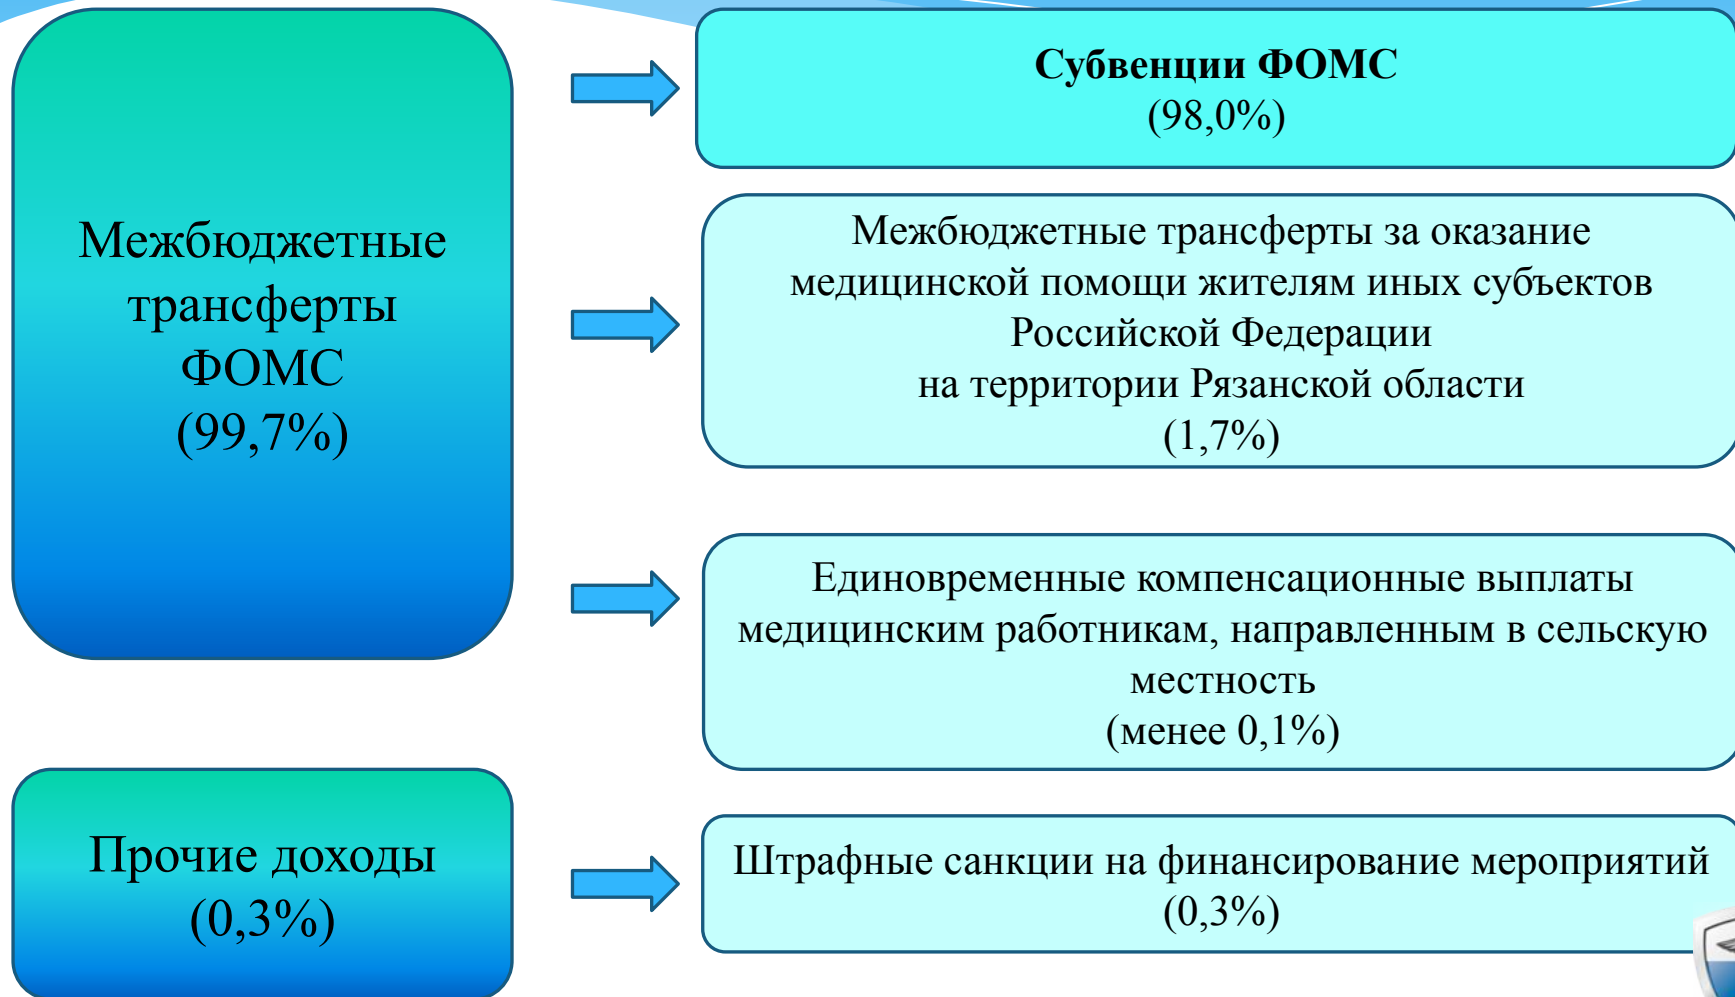 Межбюджетные
трансферты
ФОМС
(99,7%)
Субвенции ФОМС
(98,0%)
Межбюджетные трансферты за оказание
медицинской помощи жителям иных субъектов
Российской Федерации
на территории Рязанской области
(1,7%)
Единовременные компенсационные выплаты
медицинским работникам, направленным в сельскую
местность
(менее 0,1%)
Прочие доходы
(0,3%)
Штрафные санкции на финансирование мероприятий
(0,3%)